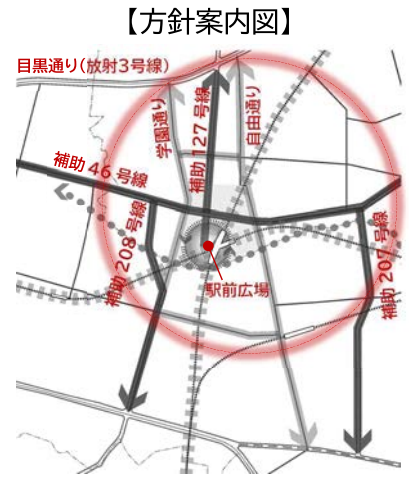 【方針案内図】
目黒通り(放射3号線)
学園通り
補助127号線
自由通り
補助46号線
補助208号線
駅前広場
補助207号線